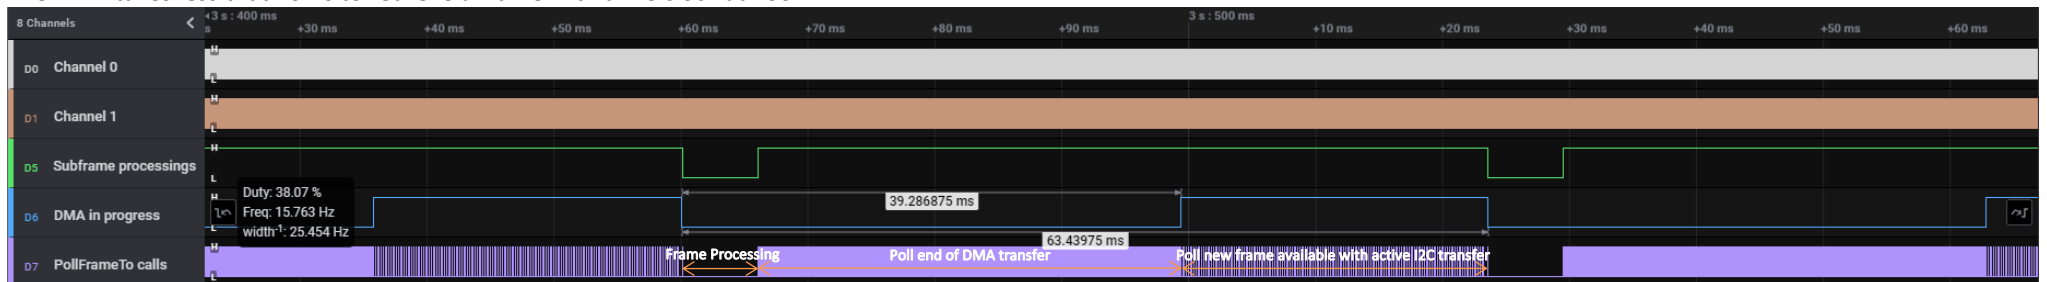 8 Channels
3 s : 400 ms
3 s : 500 ms
s
+30 ms
+40 ms
+50 ms
+60 ms
+70 ms
+80 ms
+90 ms
+10 ms
+20 ms
+30 ms
+40 ms
+50 ms
+60 ms
D0 Channel 0
H
L
D1 Channel 1
H
L
D5 Subframe processings
H
L
D6 DMA in progress
H
L
Duty: 38.07 %
Freq: 15.763 Hz
width-1: 25.454 Hz
39.286875 ms
63.43975 ms
D7 PollFrameTo calls
H
L
Frame Processing
Poll end of DMA transfer
Poll new frame available with active I2C transfer